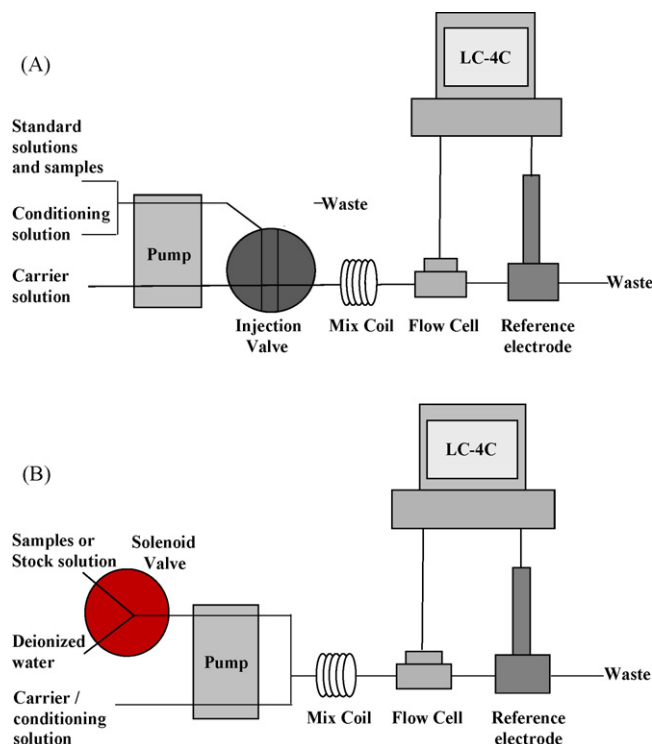 (A)
LC-4C
Standard
solutions
and samples
Conditioning
solution
Carrier
solution
Pump
Waste
Injection
Valve
Mix Coil
Flow Cell
Reference
electrode
Waste
(B)
LC-4C
Samples or
Stock solution
Solenoid
Valve
Deionized
water
Carrier /
conditioning
solution
Pump
Mix Coil
Flow Cell
Reference
electrode
Waste